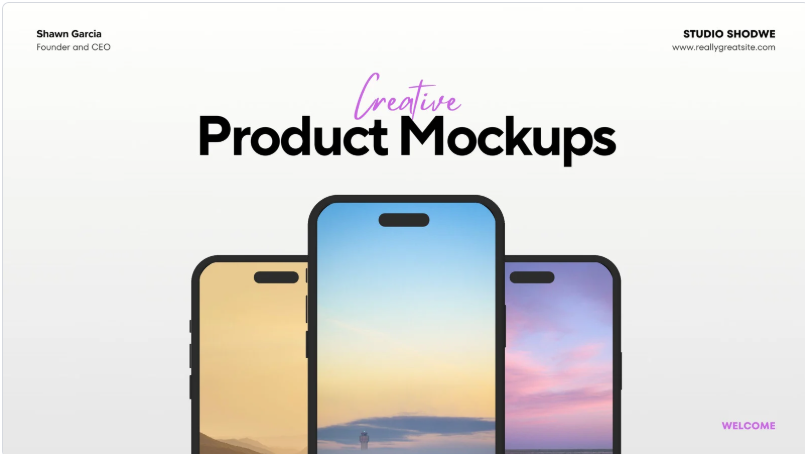 Shawn Garcia
Founder and CEO
STUDIO SHODWE
www.reallygreatsite.com
Creative
Product Mockups
WELCOME